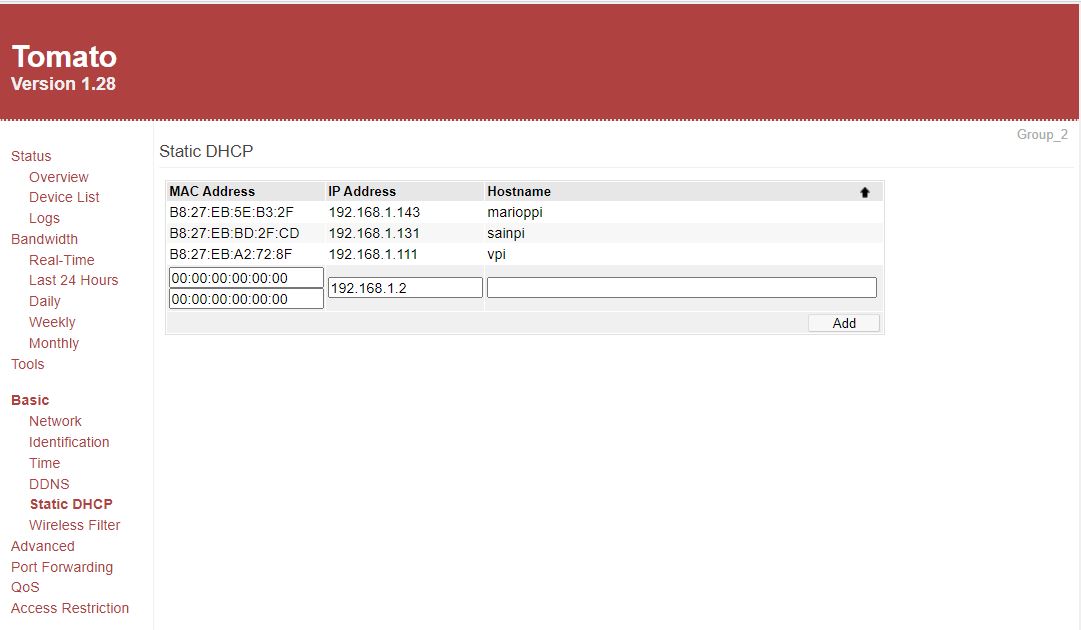 Tomato
Version 1.28
Group_2
Status
Overview
Device List
Logs
Bandwidth
Real-Time
Last 24 Hours
Daily
Weekly
Monthly
Tools
Basic
Network
Identification
Time
DDNS
Static DHCP
Wireless Filter
Advanced
Port Forwarding
QoS
Access Restriction
Static DHCP
MAC Address IP Address Hostname
B8:27:EB:5E:B3:2F 192.168.1.143 marioppi
B8:27:EB:BD:2F:CD 192.168.1.131 sainpi
B8:27:EB:A2:72:8F 192.168.1.111 vpi
00:00:00:00:00:00
192.168.1.2
00:00:00:00:00:00
Add